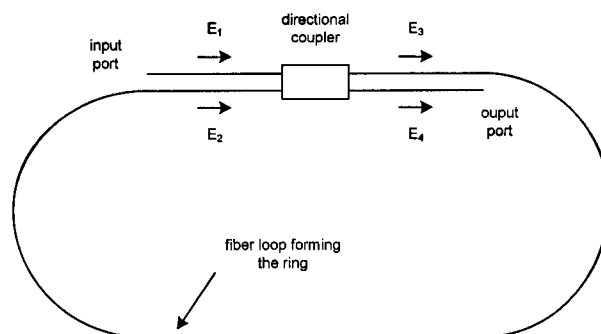 directional
coupler
E1
E3
input
port
ouput
port
E2
E4
fiber loop forming
the ring